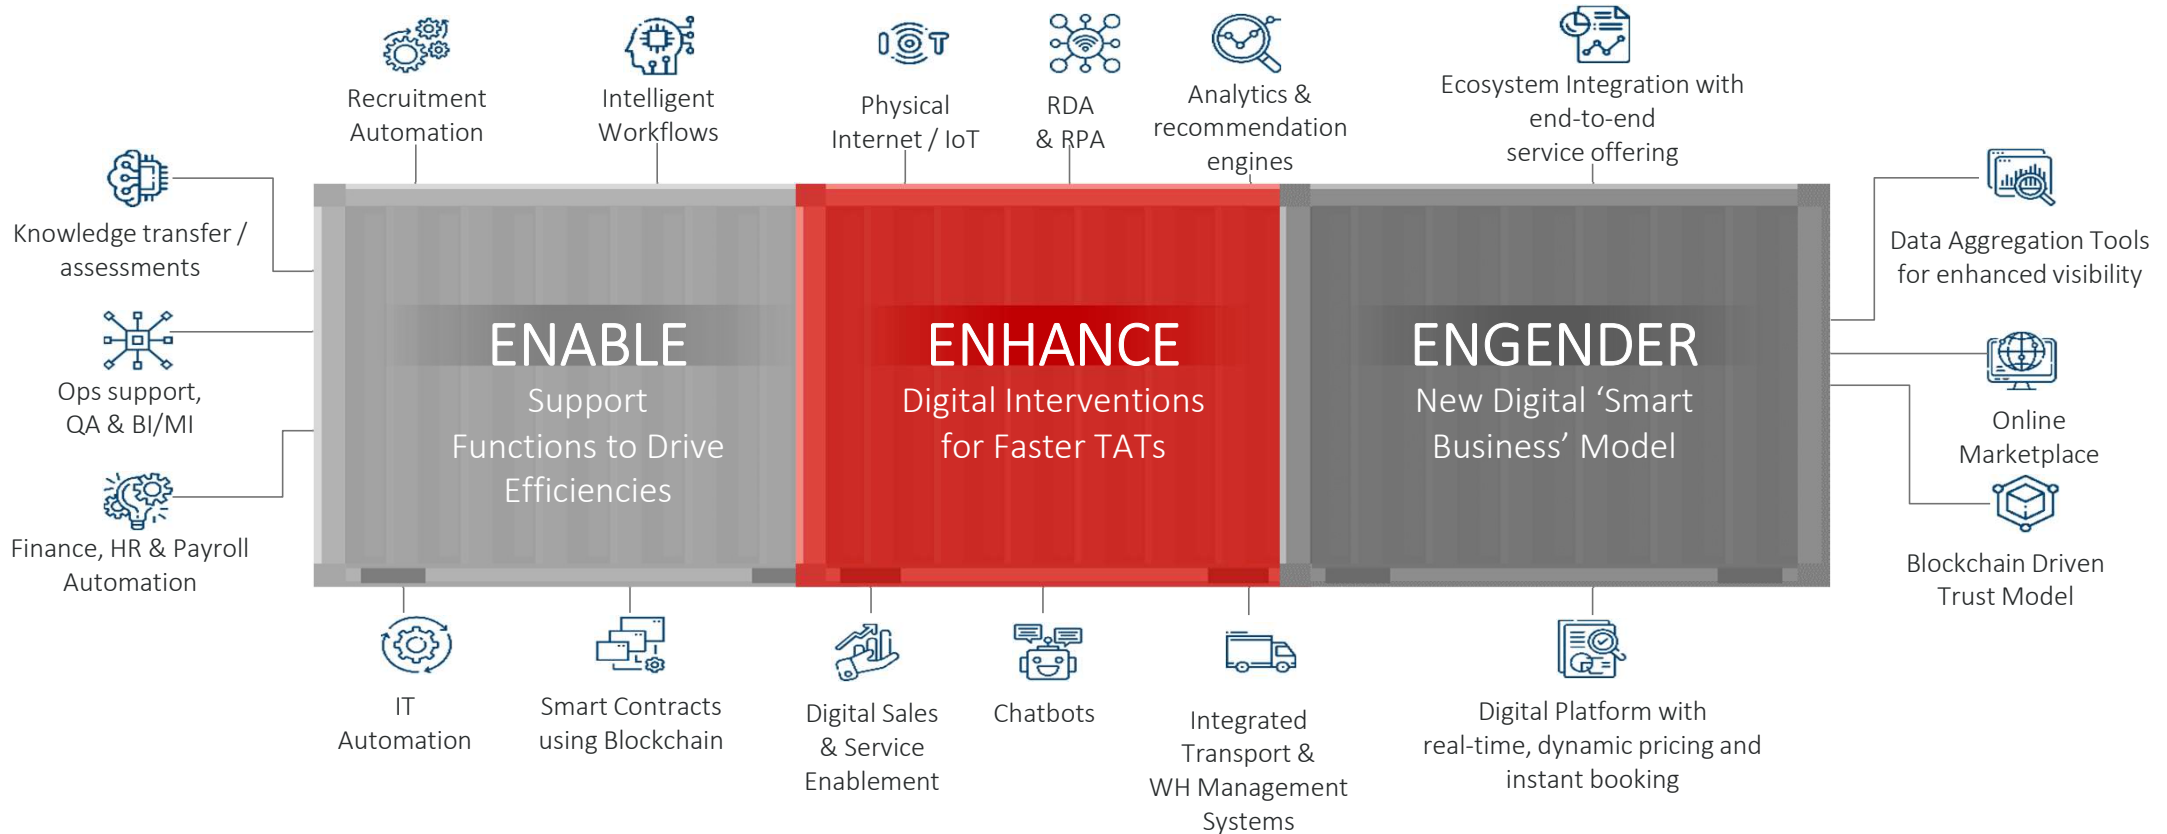 Recruitment
Automation
Intelligent
Workflows
IOT
Physical
Internet / IoT
RDA
& RPA
Analytics &
recommendation
engines
Ecosystem Integration with
end-to-end
service offering
Knowledge transfer /
assessments
Ops support,
QA & BI/MI
Finance, HR & Payroll
Automation
ENABLE
Support
Functions to Drive
Efficiencies
ENHANCE
Digital Interventions
for Faster TATs
ENGENDER
New Digital ‘Smart
Business’ Model
Data Aggregation Tools
for enhanced visibility
Online
Marketplace
Blockchain Driven
Trust Model
IT
Automation
Smart Contracts
using Blockchain
Digital Sales
& Service
Enablement
Chatbots
Integrated
Transport &
WH Management
Systems
Digital Platform with
real-time, dynamic pricing and
instant booking